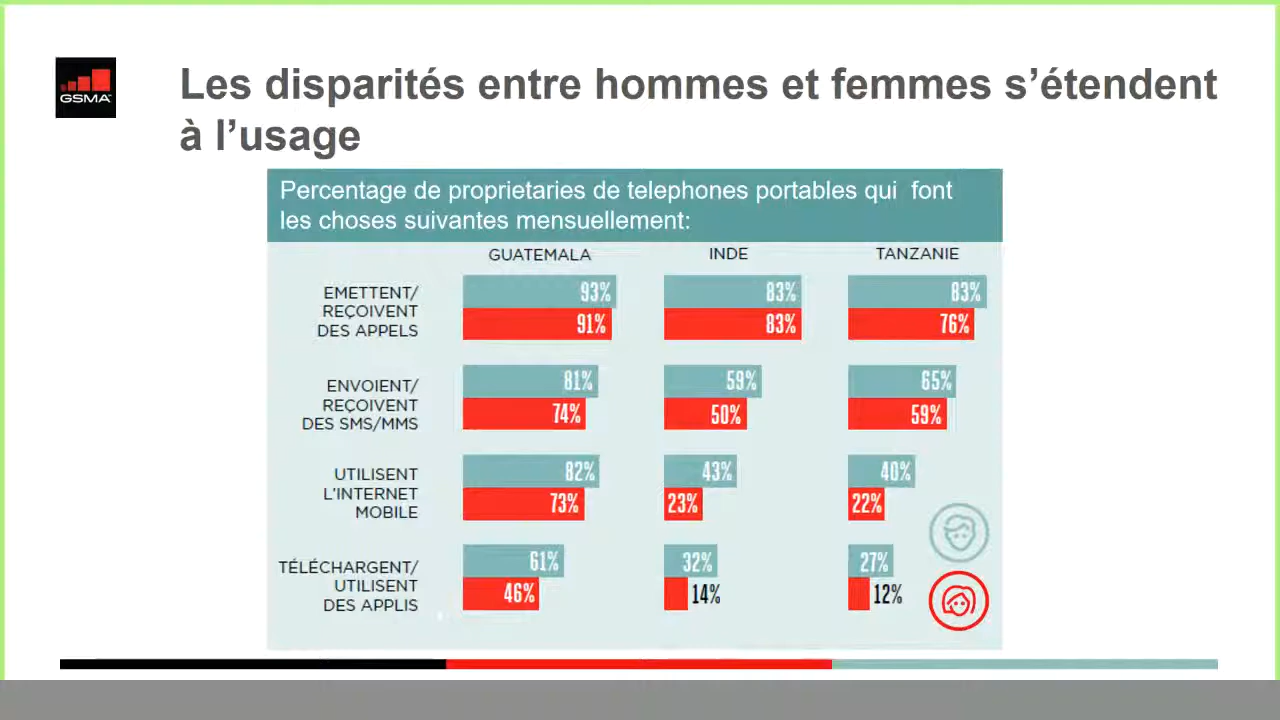 GSMA
Les disparités entre hommes et femmes s’étendent
à l’usage
Percentage de proprietaries de telephones portables qui font
les choses suivantes mensuellement:
GUATEMALA INDE TANZANIE
EMETTENT/
REÇOIVENT
DES APPELS
93% 83% 83%
91% 83% 76%
ENVOIENT/
REÇOIVENT
DES SMS/MMS
81% 59% 65%
74% 50% 59%
UTILISENT
L’INTERNET
MOBILE
82% 43% 40%
73% 23% 22%
TÉLÉCHARGENT/
UTILISENT
DES APPLIS
61% 32% 27%
46% 14% 12%